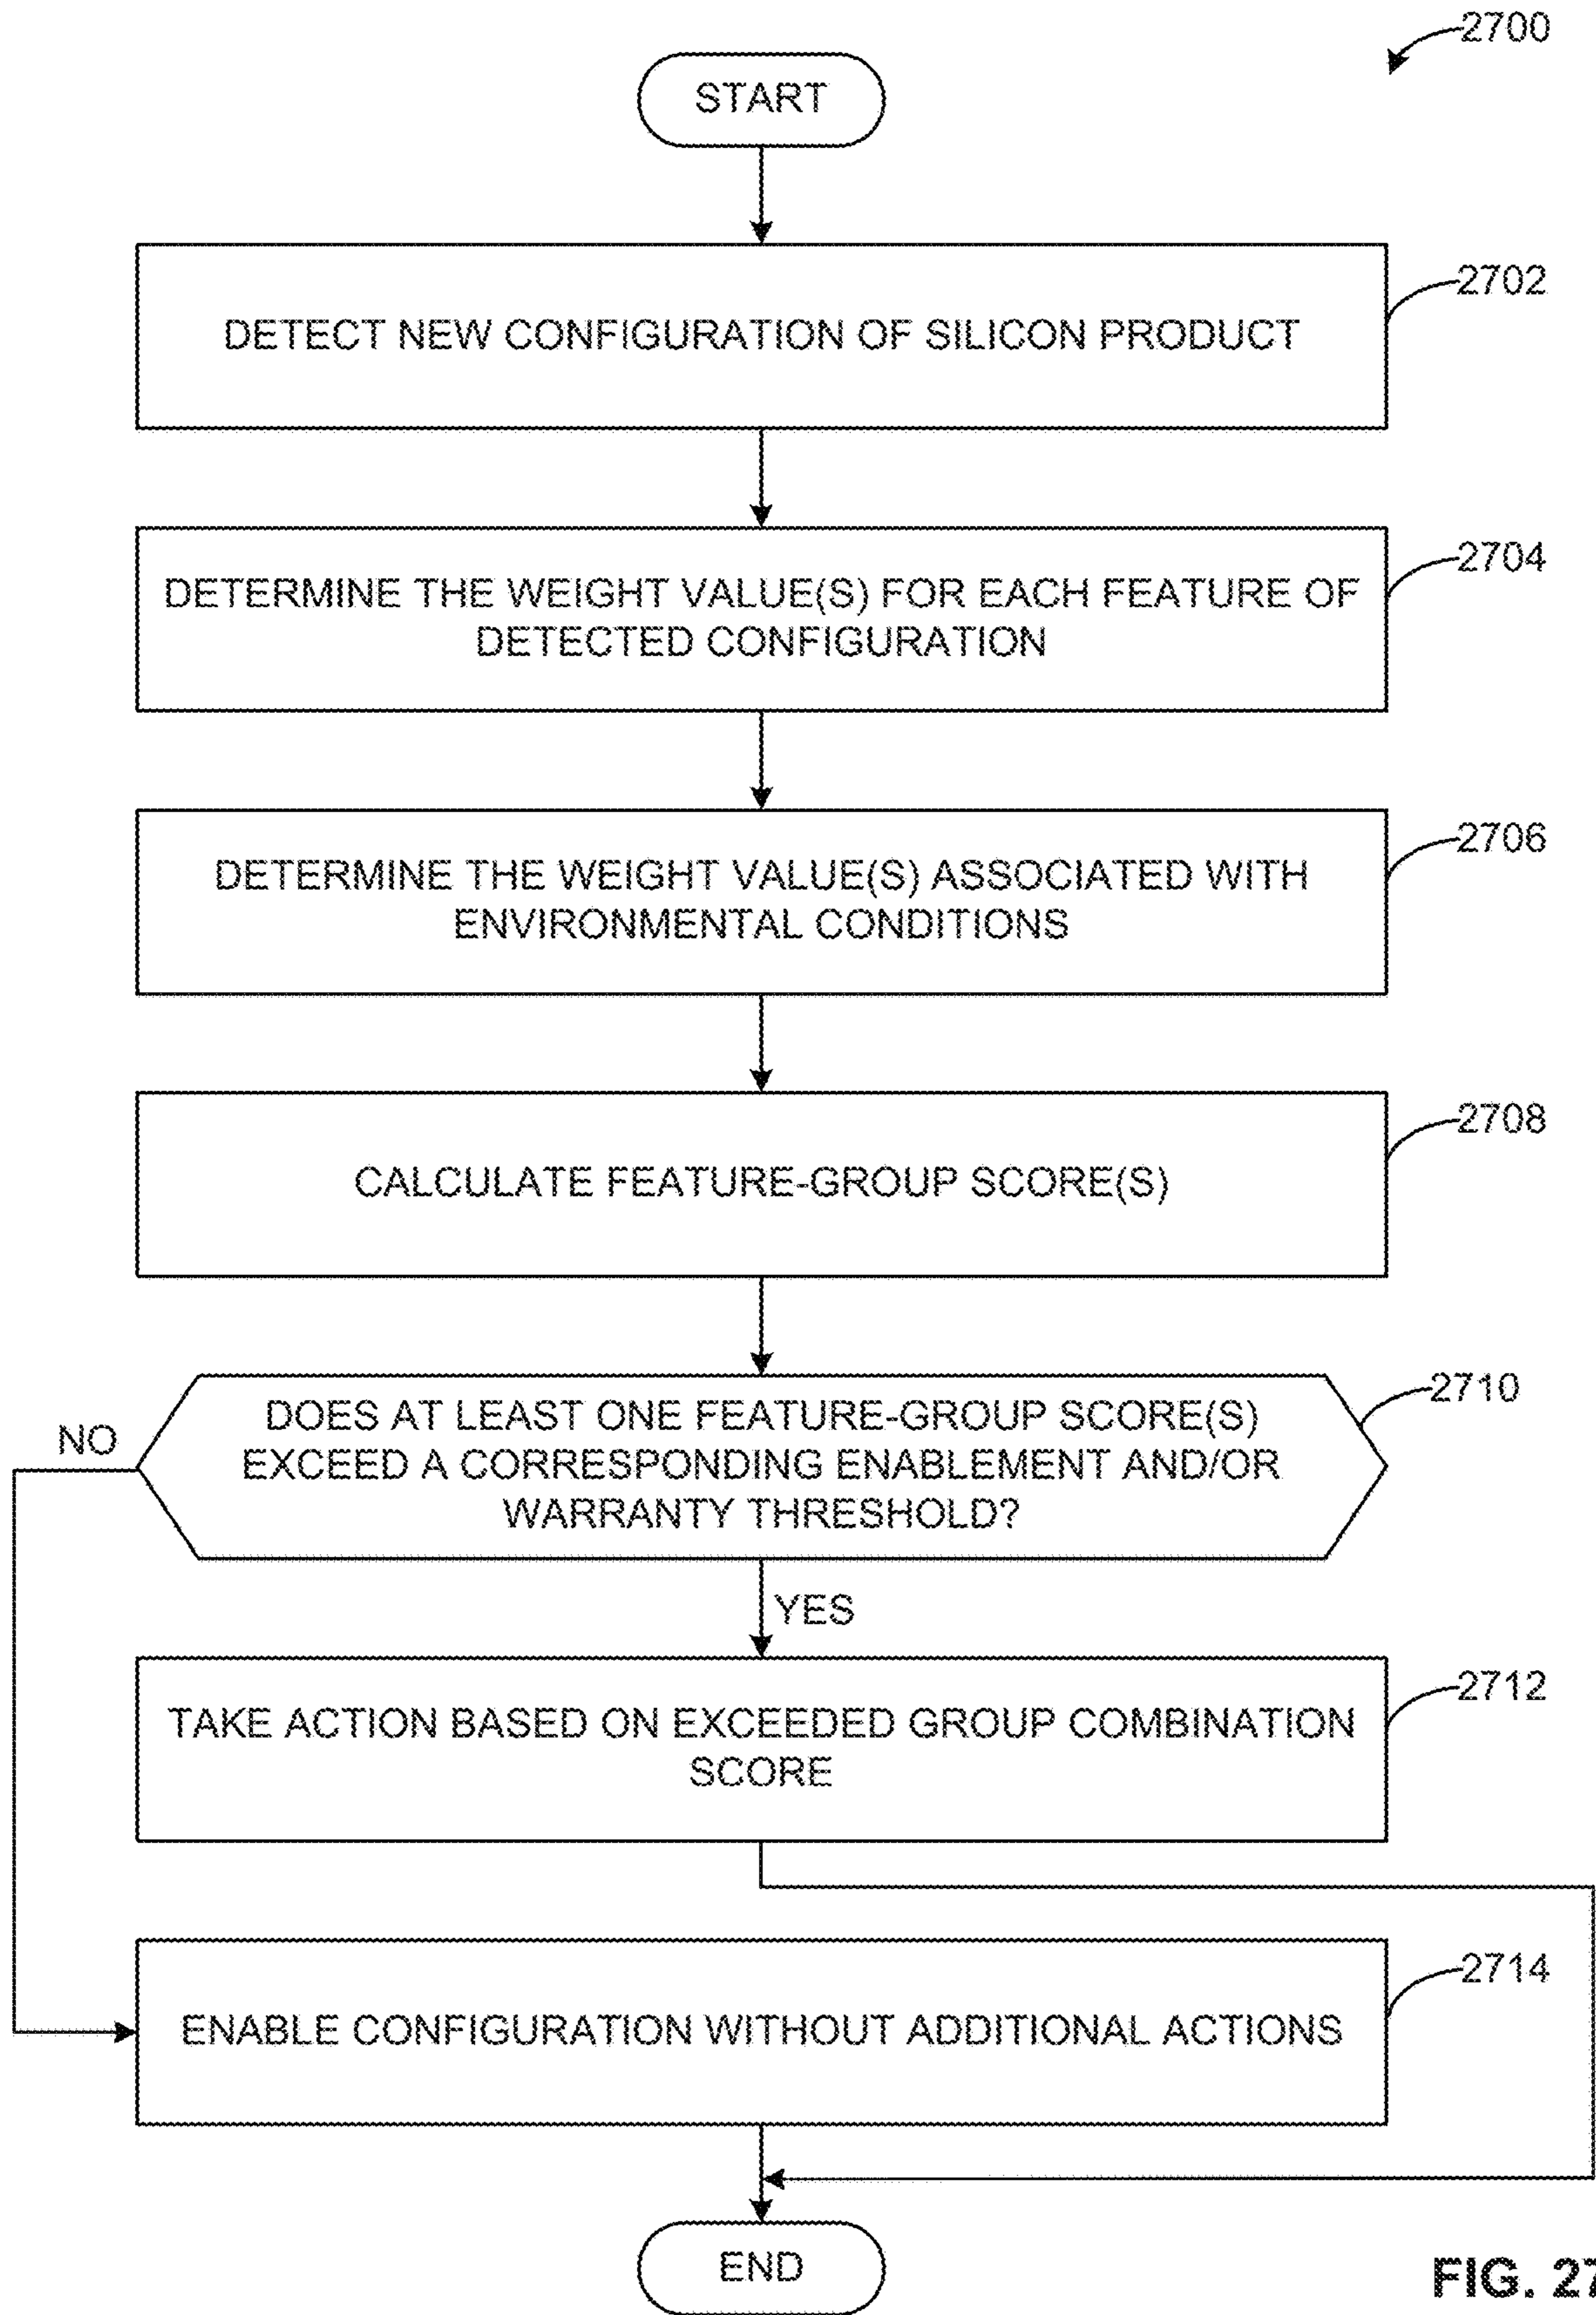 2700
START
2702
DETECT NEW CONFIGURATION OF SILICON PRODUCT
2704
DETERMINE THE WEIGHT VALUE(S) FOR EACH FEATURE OF
DETECTED CONFIGURATION
2706
DETERMINE THE WEIGHT VALUE(S) ASSOCIATED WITH
ENVIRONMENTAL CONDITIONS
2708
CALCULATE FEATURE-GROUP SCORE(S)
2710
DOES AT LEAST ONE FEATURE-GROUP SCORE(S)
EXCEED A CORRESPONDING ENABLEMENT AND/OR
WARRANTY THRESHOLD?
NO
YES
2712
TAKE ACTION BASED ON EXCEEDED GROUP COMBINATION
SCORE
2714
ENABLE CONFIGURATION WITHOUT ADDITIONAL ACTIONS
END
FIG. 27